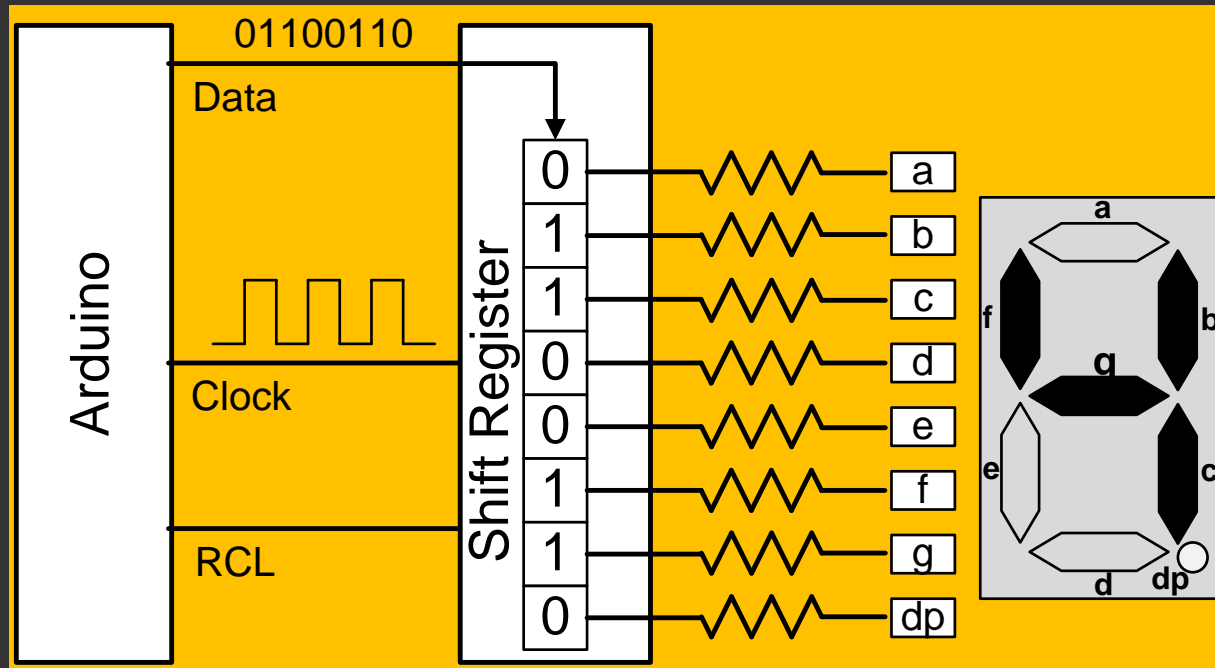 01100110
Data
Arduino
Clock
RCL
Shift Register
0
1
1
0
0
1
1
0
a
b
c
d
e
f
g
dp
a
f
b
g
e
c
d
dp